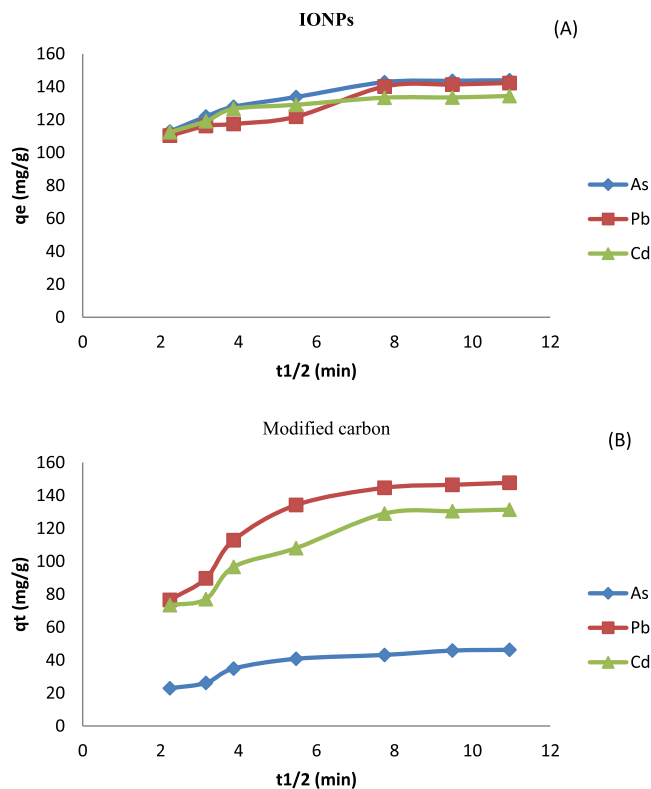 IONPs
(A)
160
140
120
100
80
60
40
20
0
qe (mg/g)
0 2 4 6 8 10 12
t1/2 (min)
As
Pb
Cd
Modified carbon
(B)
160
140
120
100
80
60
40
20
0
qt (mg/g)
0 2 4 6 8 10 12
t1/2 (min)
As
Pb
Cd